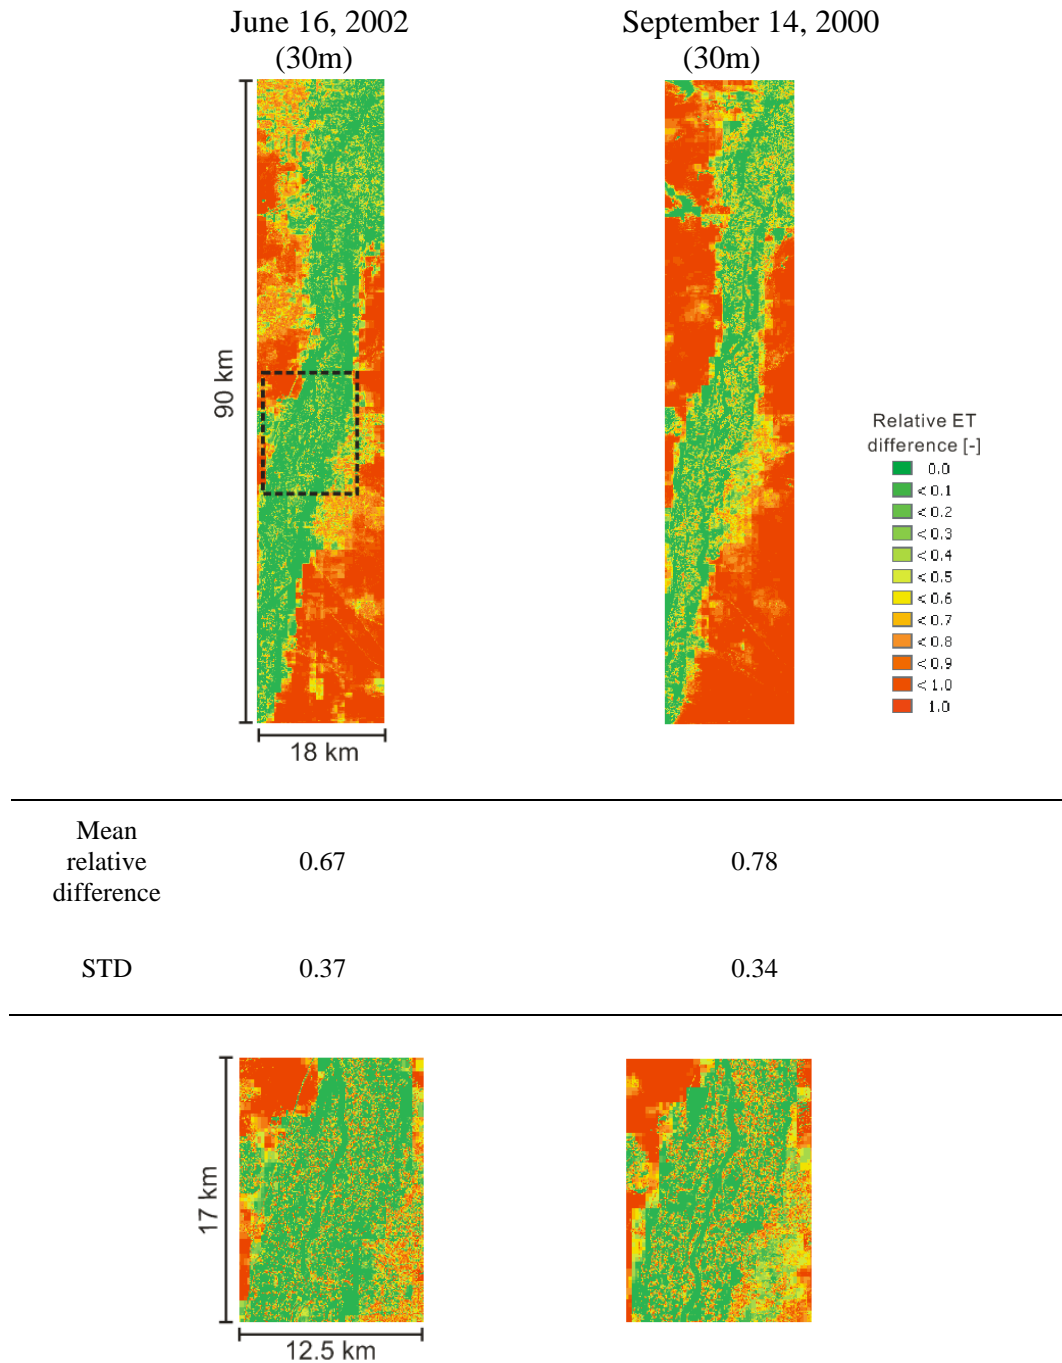 June 16, 2002
(30m)
September 14, 2000
(30m)
90 km
18 km
Relative ET
difference [-]
0.0
< 0.1
< 0.2
< 0.3
< 0.4
< 0.5
< 0.6
< 0.7
< 0.8
< 0.9
< 1.0
1.0
Mean
relative
difference
0.67
0.78
STD
0.37
0.34
17 km
12.5 km